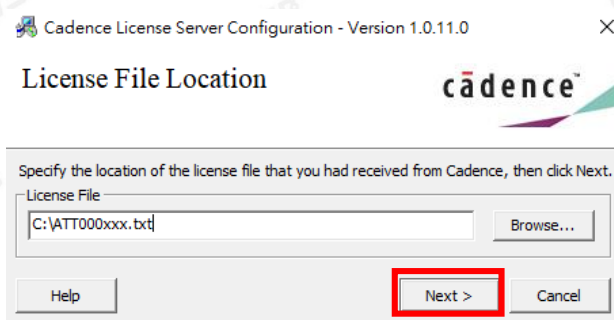 Cadence License Server Configuration - Version 1.0.11.0
License File Location
cādence™
Specify the location of the license file that you had received from Cadence, then click Next.
License File
C:\ATT000xxx.txt
Browse...
Help
Next >
Cancel